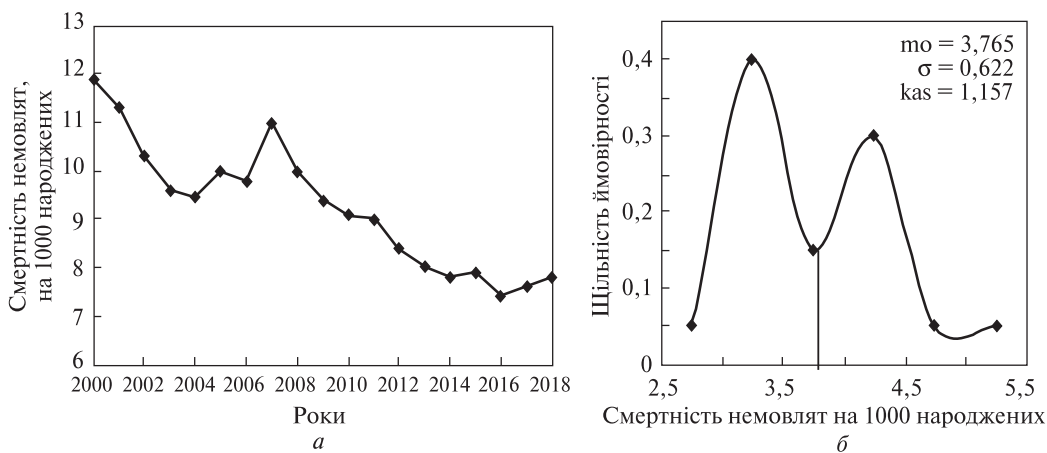 13
12
11
10
9
8
7
6
Смертність немовлят,
на 1000 народжених
2000 2002 2004 2006 2008 2010 2012 2014 2016 2018
Роки
а
mo = 3,765
σ = 0,622
kas = 1,157
0,4
0,3
0,2
0,1
0
Щільність ймовірності
2,5 3,5 4,5 5,5
Смертність немовлят на 1000 народжених
б